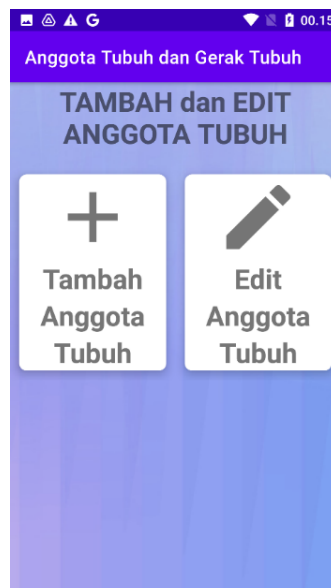 G 00.15
Anggota Tubuh dan Gerak Tubuh
TAMBAH dan EDIT
ANGGOTA TUBUH
Tambah
Anggota
Tubuh
Edit
Anggota
Tubuh